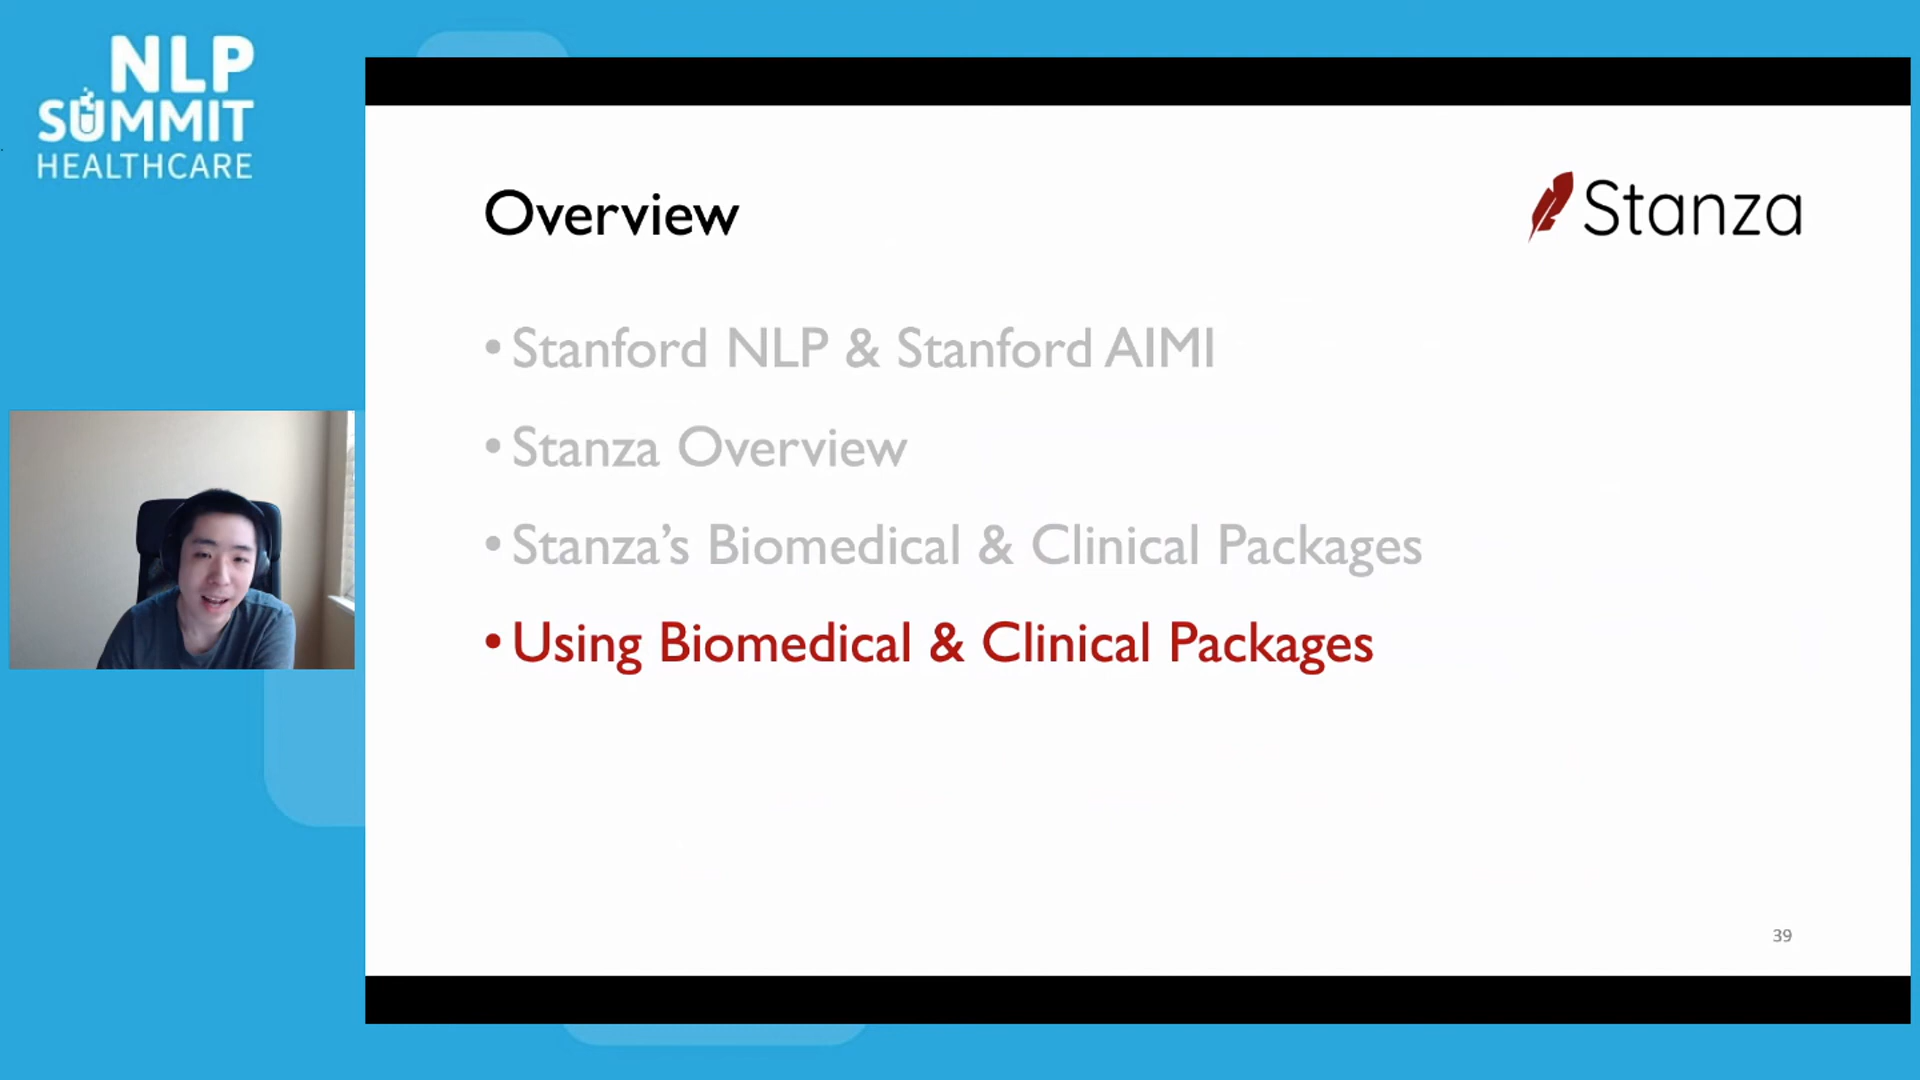 NLP
SUMMIT
HEALTHCARE
Overview
Stanza
• Stanford NLP & Stanford AIMI
• Stanza Overview
• Stanza’s Biomedical & Clinical Packages
• Using Biomedical & Clinical Packages
39